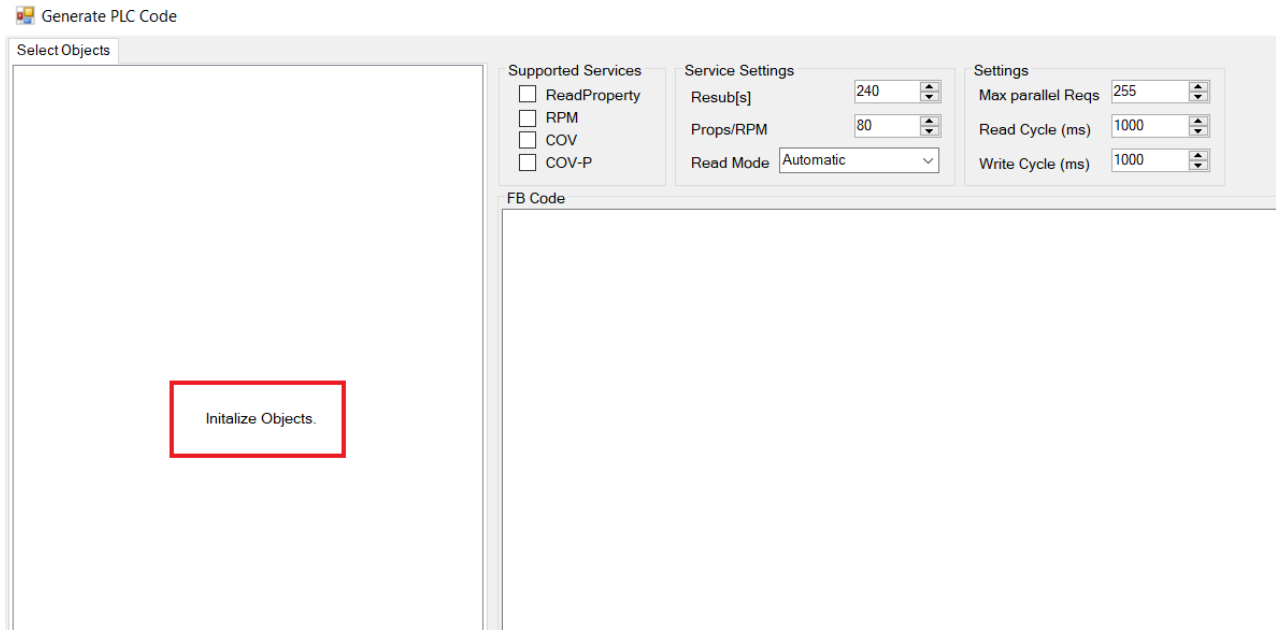 Generate PLC Code
Select Objects
Supported Services
ReadProperty
RPM
COV
COV-P
Service Settings
Resub[s] 240
Props/RPM 80
Read Mode Automatic
Settings
Max parallel Reqs 255
Read Cycle (ms) 1000
Write Cycle (ms) 1000
FB Code
Initalize Objects.